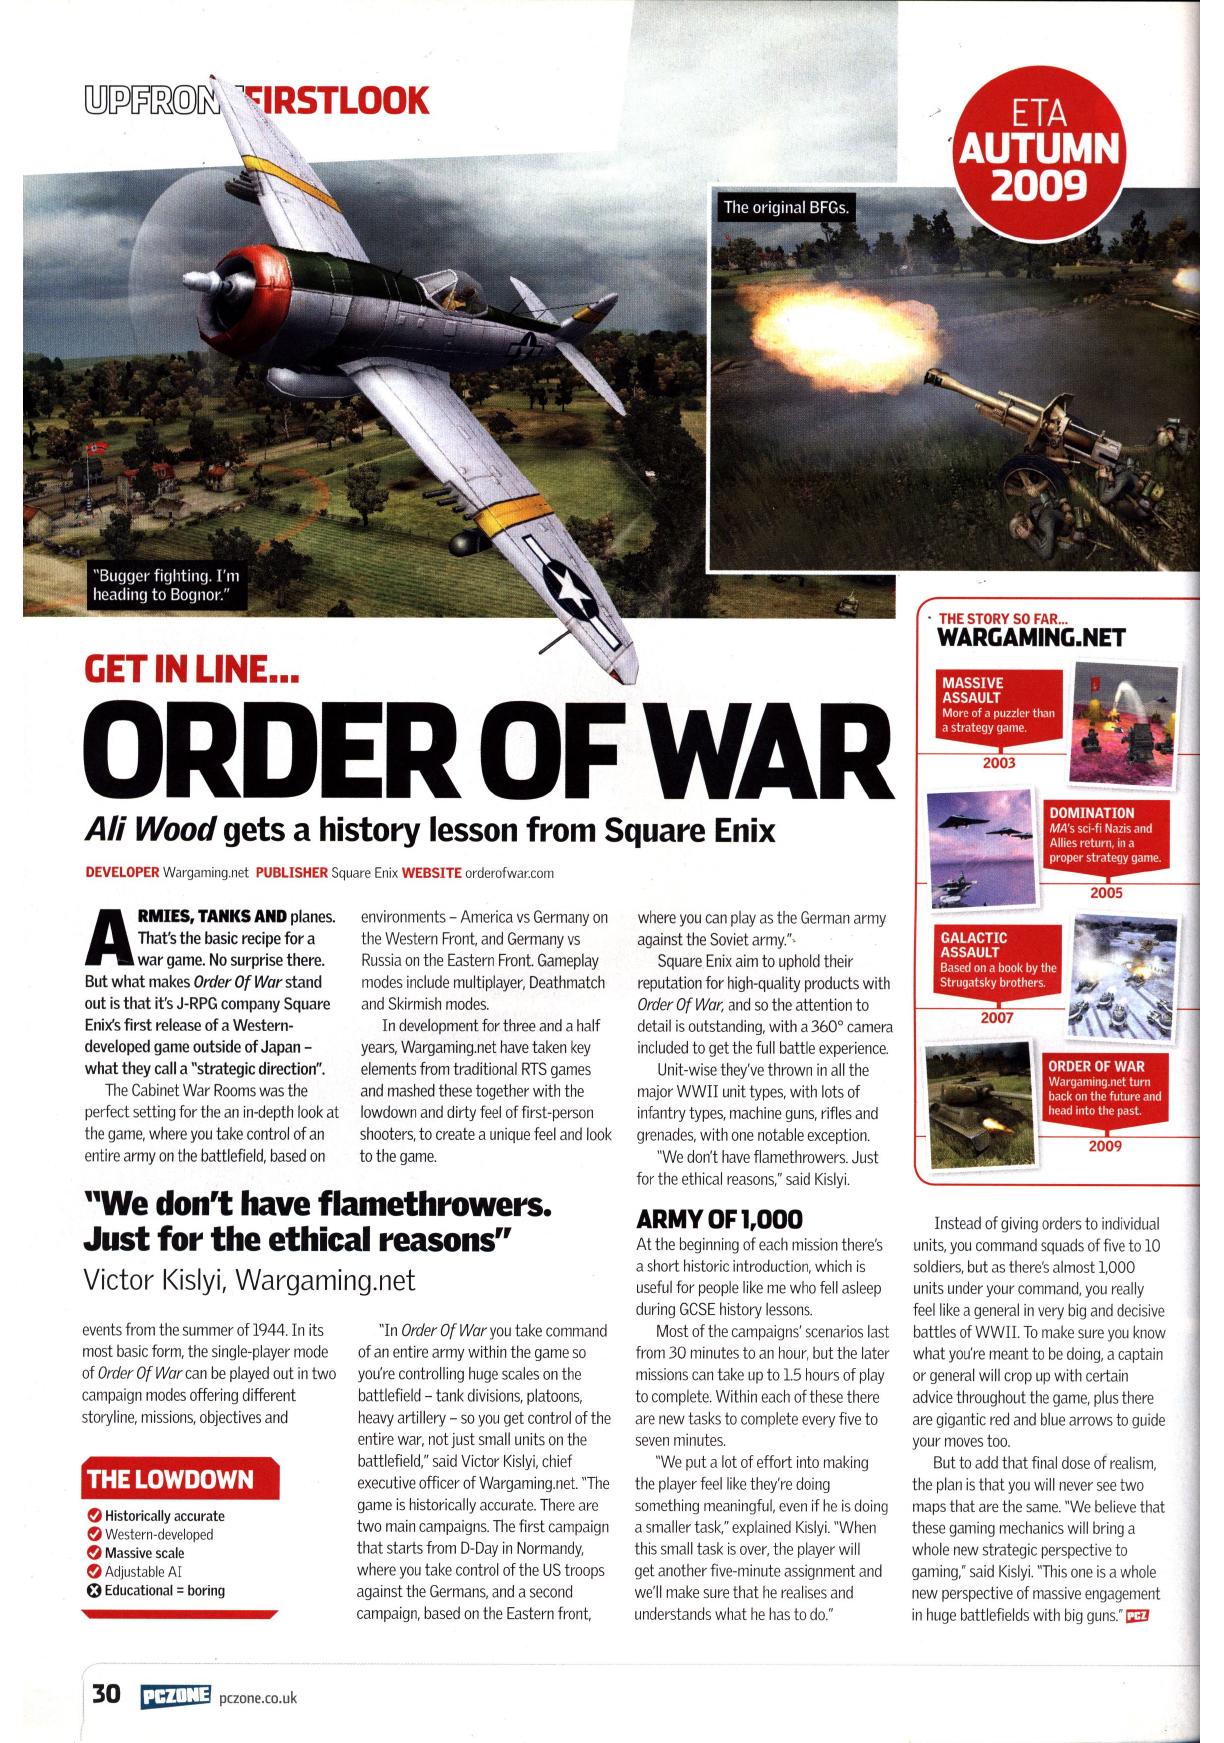 UPFRONT FIRSTLOOK
ETA
AUTUMN
2009
The original BFGs.
"Bugger fighting. I'm
heading to Bognor."
GET IN LINE...
ORDER OF WAR
Ali Wood gets a history lesson from Square Enix
DEVELOPER Wargaming.net PUBLISHER Square Enix WEBSITE orderofwar.com
ARMIES, TANKS AND planes.
That's the basic recipe for a
war game. No surprise there.
But what makes Order Of War stand
out is that it's J-RPG company Square
Enix's first release of a Western-
developed game outside of Japan –
what they call a "strategic direction".
The Cabinet War Rooms was the
perfect setting for the an in-depth look at
the game, where you take control of an
entire army on the battlefield, based on
"We don't have flamethrowers.
Just for the ethical reasons"
Victor Kislyi, Wargaming.net
events from the summer of 1944. In its
most basic form, the single-player mode
of Order Of War can be played out in two
campaign modes offering different
storyline, missions, objectives and
environments – America vs Germany on
the Western Front, and Germany vs
Russia on the Eastern Front. Gameplay
modes include multiplayer, Deathmatch
and Skirmish modes.
In development for three and a half
years, Wargaming.net have taken key
elements from traditional RTS games
and mashed these together with the
lowdown and dirty feel of first-person
shooters, to create a unique feel and look
to the game.
"In Order Of War you take command
of an entire army within the game so
you're controlling huge scales on the
battlefield – tank divisions, platoons,
heavy artillery – so you get control of the
entire war, not just small units on the
battlefield," said Victor Kislyi, chief
executive officer of Wargaming.net. "The
game is historically accurate. There are
two main campaigns. The first campaign
that starts from D-Day in Normandy,
where you take control of the US troops
against the Germans, and a second
campaign, based on the Eastern front,
where you can play as the German army
against the Soviet army."
Square Enix aim to uphold their
reputation for high-quality products with
Order Of War, and so the attention to
detail is outstanding, with a 360° camera
included to get the full battle experience.
Unit-wise they've thrown in all the
major WWII unit types, with lots of
infantry types, machine guns, rifles and
grenades, with one notable exception.
"We don't have flamethrowers. Just
for the ethical reasons," said Kislyi.
ARMY OF 1,000
At the beginning of each mission there's
a short historic introduction, which is
useful for people like me who fell asleep
during GCSE history lessons.
Most of the campaigns' scenarios last
from 30 minutes to an hour, but the later
missions can take up to 1.5 hours of play
to complete. Within each of these there
are new tasks to complete every five to
seven minutes.
"We put a lot of effort into making
the player feel like they're doing
something meaningful, even if he is doing
a smaller task," explained Kislyi. "When
this small task is over, the player will
get another five-minute assignment and
we'll make sure that he realises and
understands what he has to do."
Instead of giving orders to individual
units, you command squads of five to 10
soldiers, but as there's almost 1,000
units under your command, you really
feel like a general in very big and decisive
battles of WWII. To make sure you know
what you're meant to be doing, a captain
or general will crop up with certain
advice throughout the game, plus there
are gigantic red and blue arrows to guide
your moves too.
But to add that final dose of realism,
the plan is that you will never see two
maps that are the same. "We believe that
these gaming mechanics will bring a
whole new strategic perspective to
gaming," said Kislyi. "This one is a whole
new perspective of massive engagement
in huge battlefields with big guns." PCZ
THE STORY SO FAR...
WARGAMING.NET
MASSIVE
ASSAULT
More of a puzzler than
a strategy game.
2003
DOMINATION
MA's sci-fi Nazis and
Allies return, in a
proper strategy game.
2005
GALACTIC
ASSAULT
Based on a book by the
Strugatsky brothers.
2007
ORDER OF WAR
Wargaming.net turn
back on the future and
head into the past.
2009
THE LOWDOWN
Historically accurate
Western-developed
Massive scale
Adjustable AI
Educational = boring
30 PCZONE pczone.co.uk